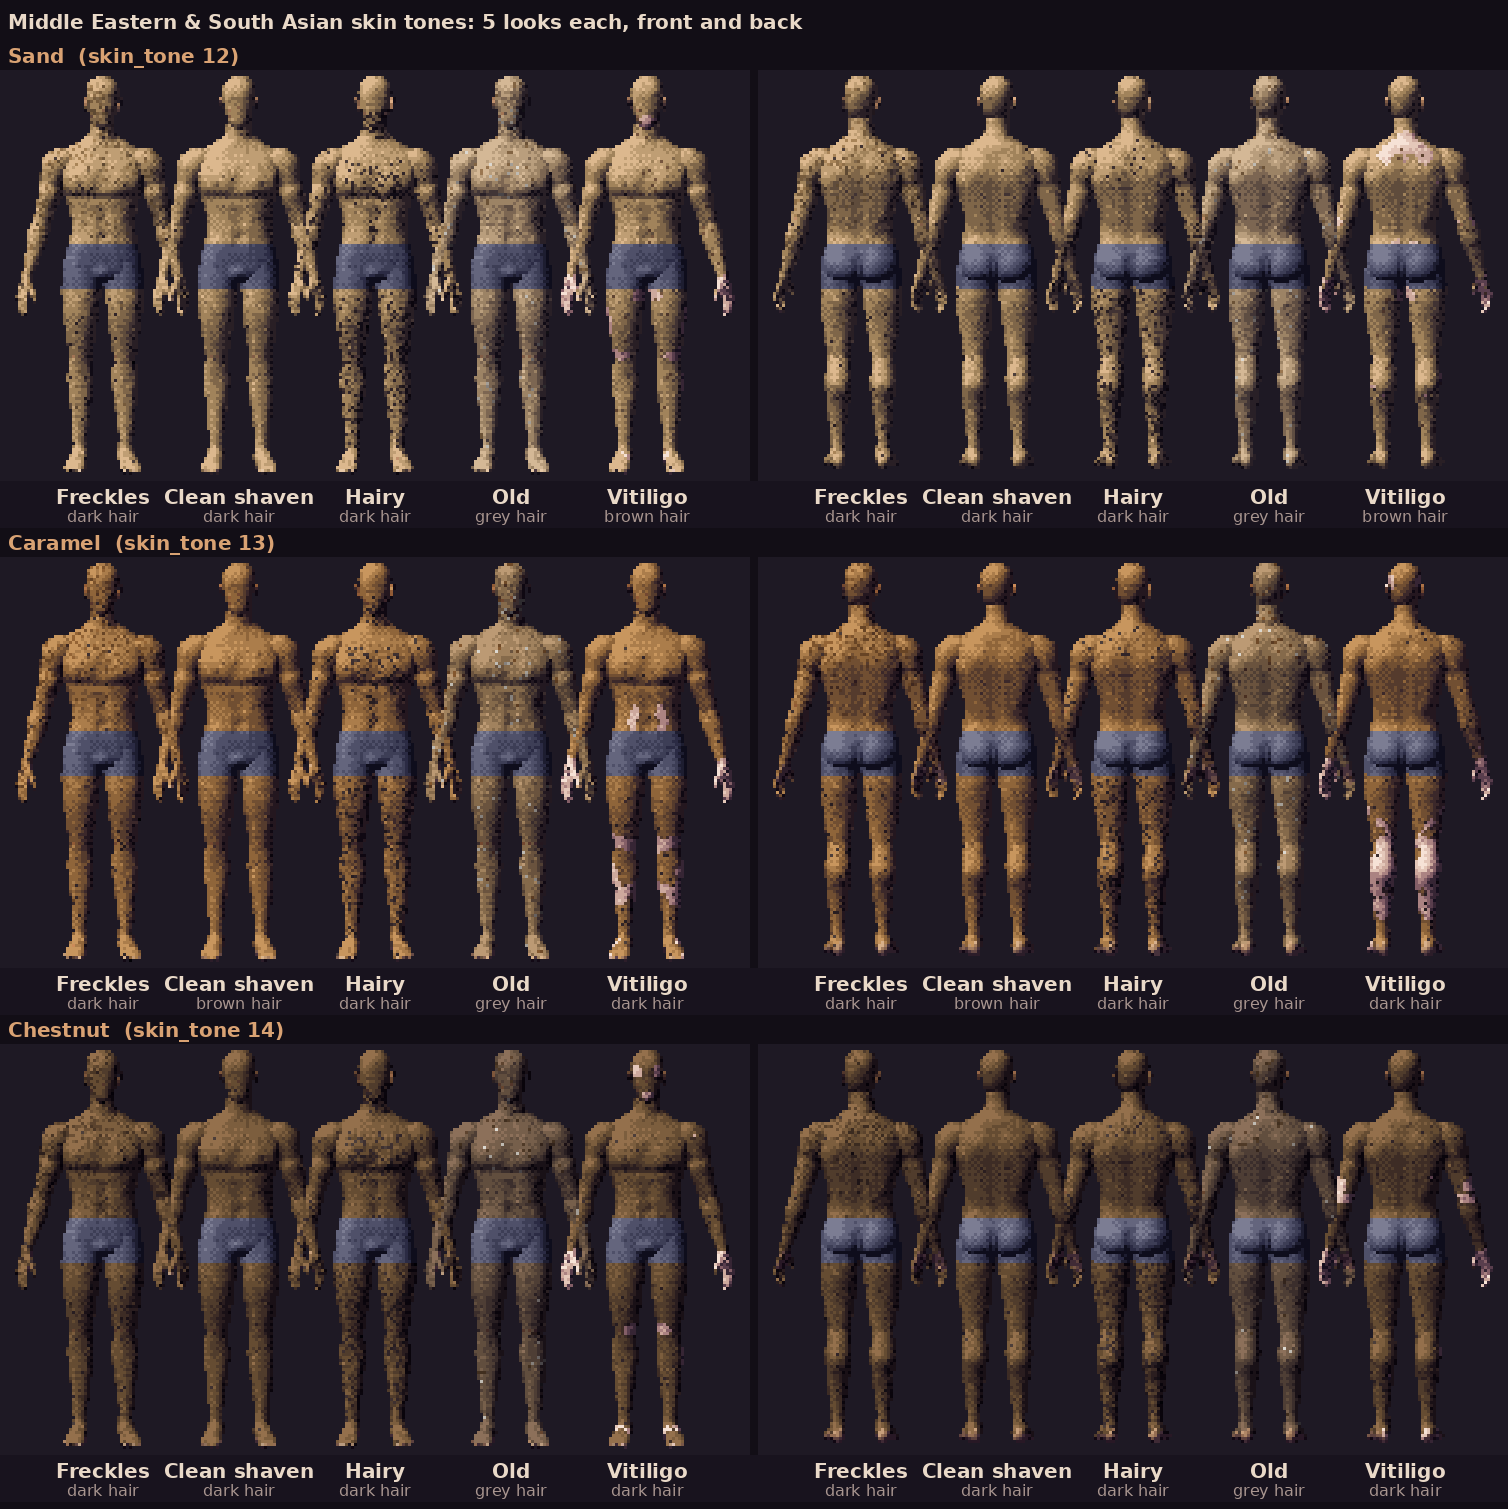 Middle Eastern & South Asian skin tones: 5 looks each, front and back
Sand (skin_tone 12)
Freckles Clean shaven Hairy Old Vitiligo Freckles Clean shaven Hairy Old Vitiligo
dark hair dark hair dark hair grey hair brown hair dark hair dark hair dark hair grey hair brown hair
Caramel (skin_tone 13)
Freckles Clean shaven Hairy Old Vitiligo Freckles Clean shaven Hairy Old Vitiligo
dark hair brown hair dark hair grey hair dark hair dark hair brown hair dark hair grey hair dark hair
Chestnut (skin_tone 14)
Freckles Clean shaven Hairy Old Vitiligo Freckles Clean shaven Hairy Old Vitiligo
dark hair dark hair dark hair grey hair dark hair dark hair dark hair dark hair grey hair dark hair